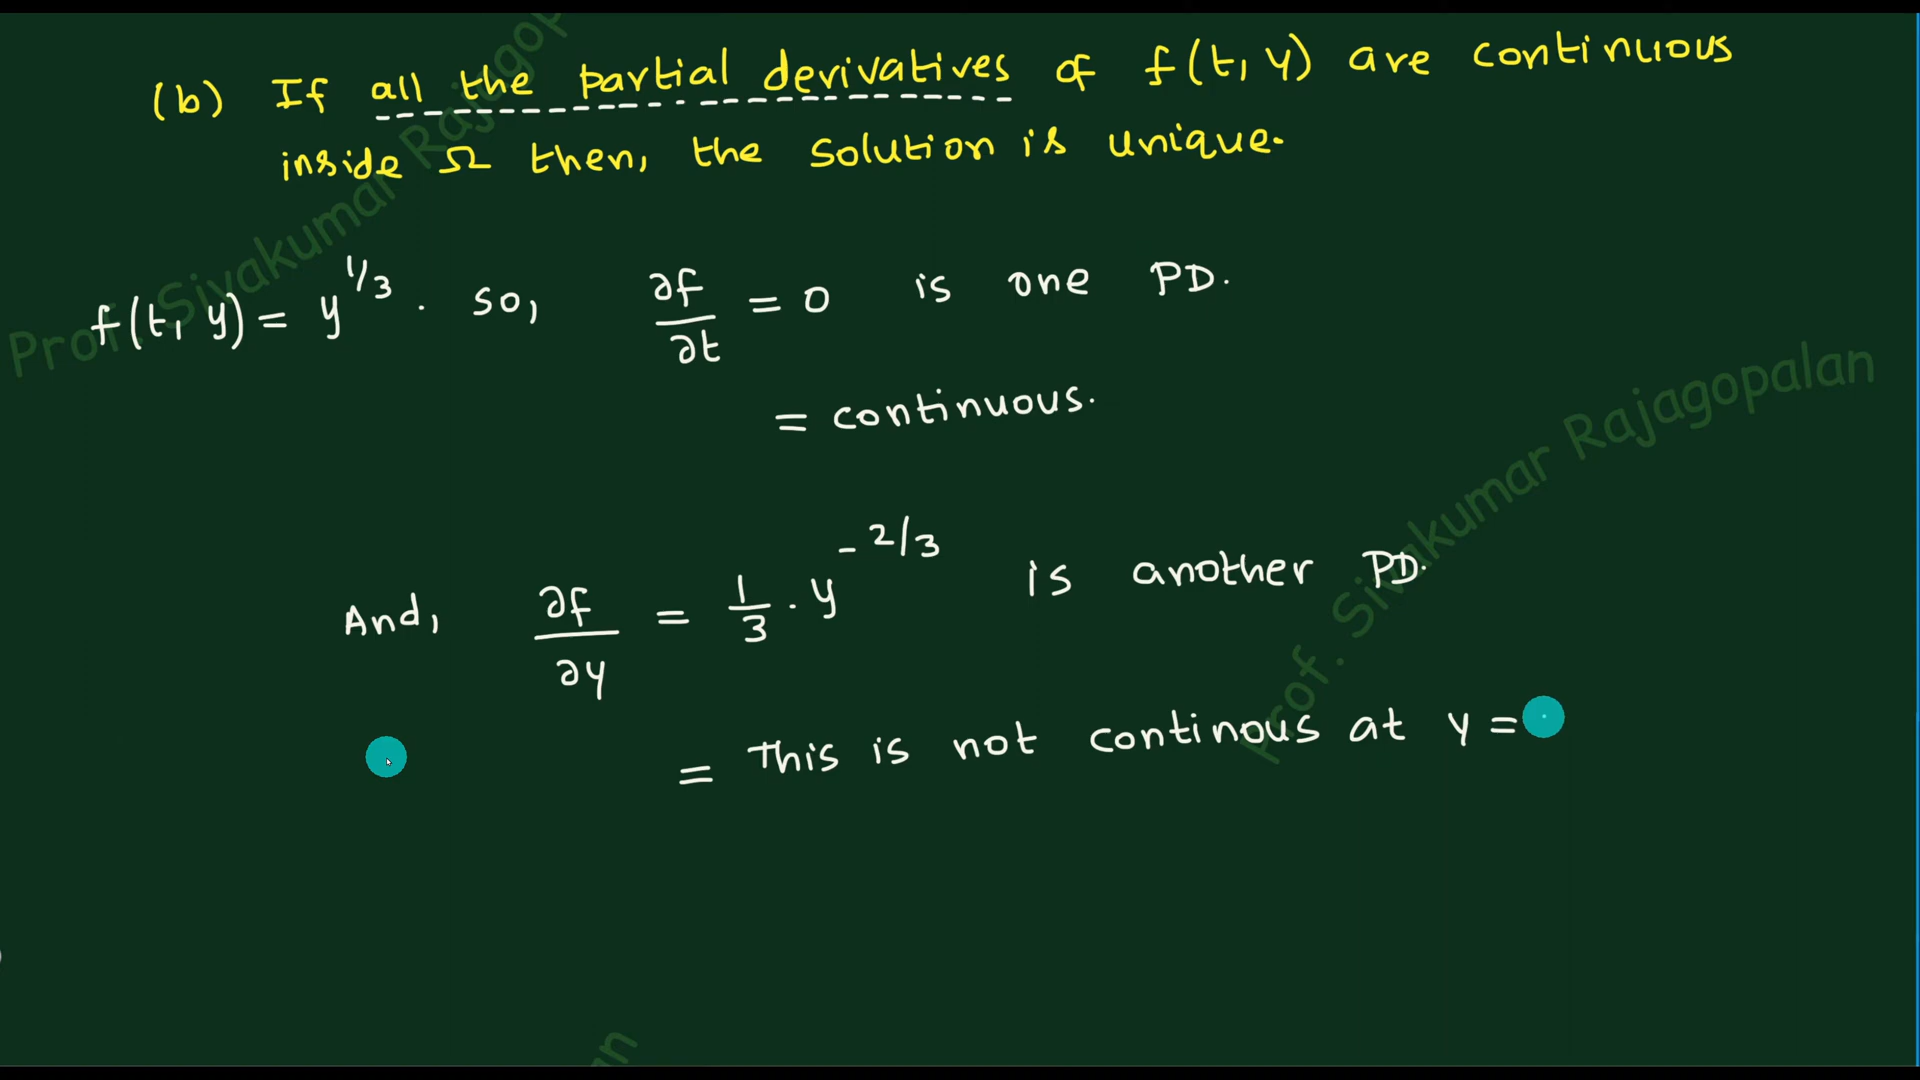 (b) If all the partial derivatives of f(t, y) are continuous
inside Ω then, the solution is unique.
f(t, y) = y^1/3 . so, ∂f/∂t = 0 is one PD.
= continuous.
And, ∂f/∂y = 1/3 . y^-2/3 is another PD.
= This is not continous at y =
Prof. Sivakumar Rajagop
Prof. Sivakumar Rajagopalan
an